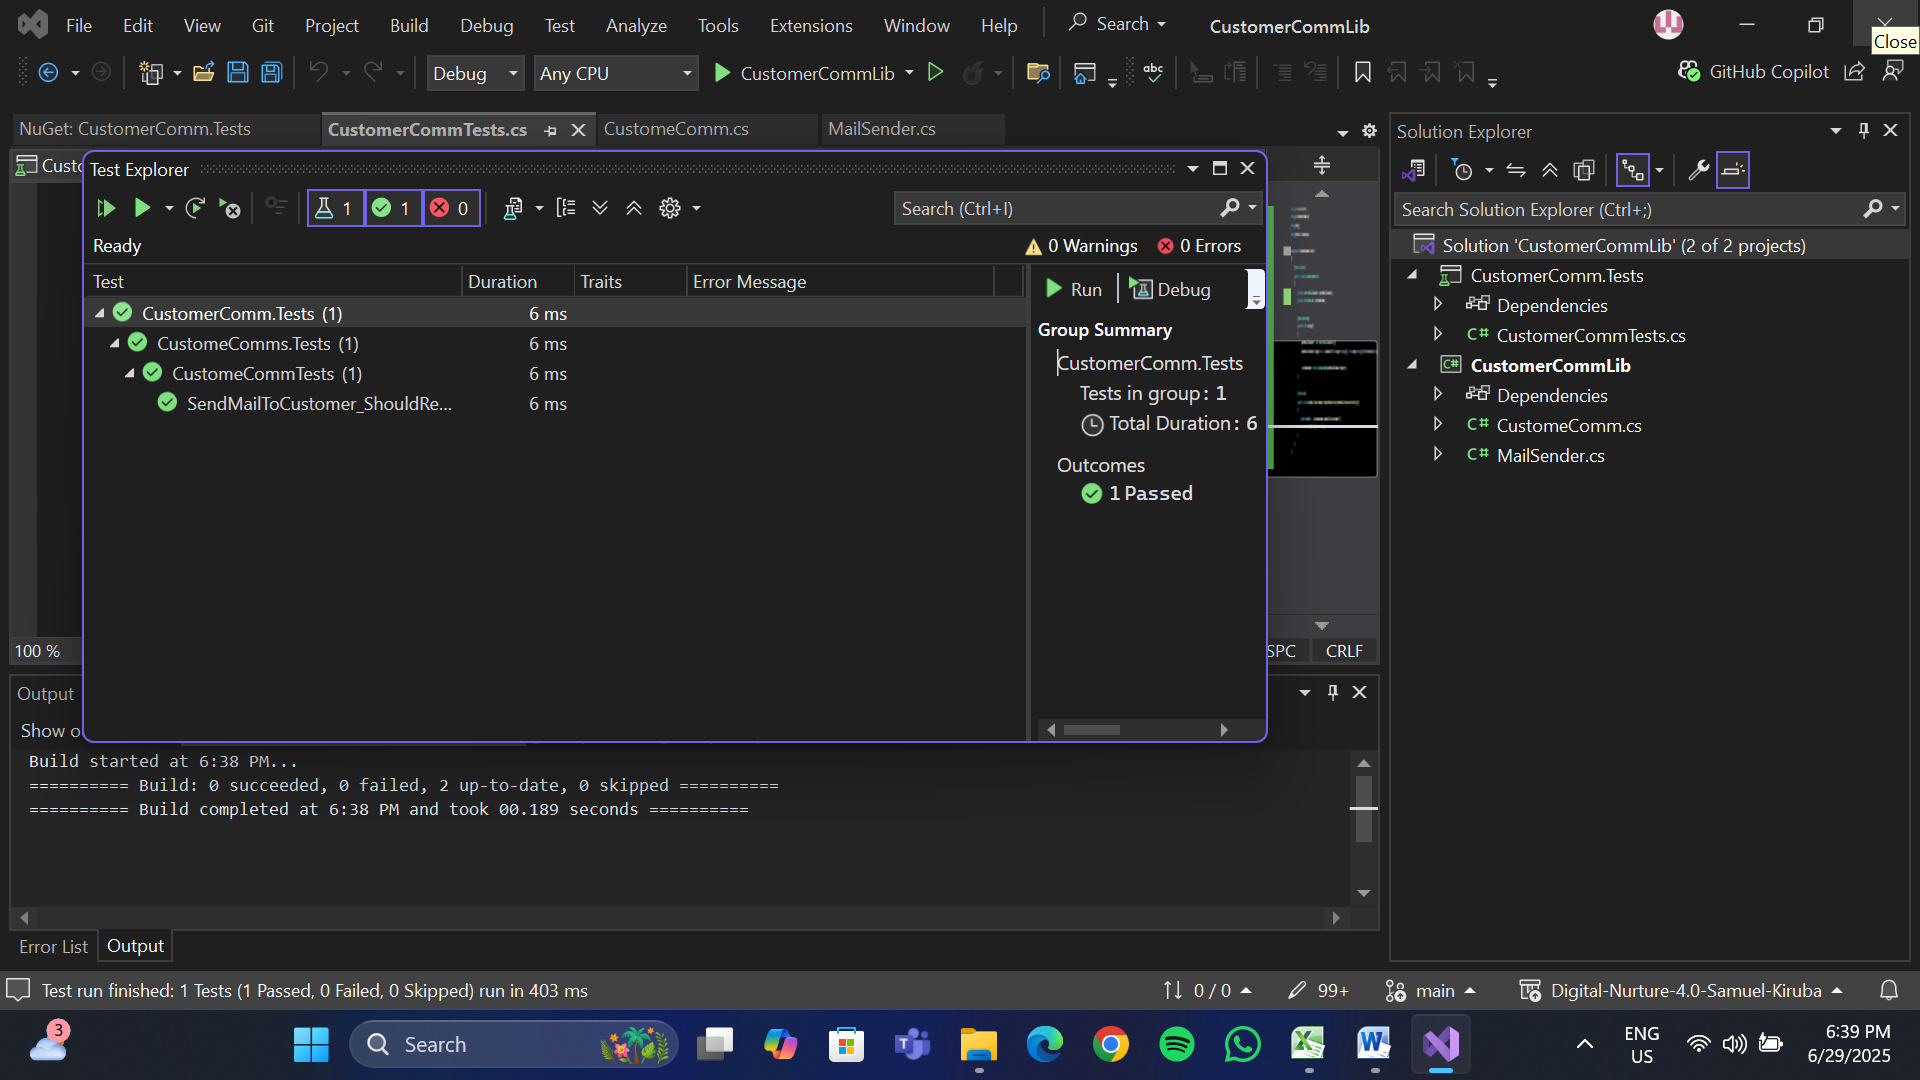 File Edit View Git Project Build Debug Test Analyze Tools Extensions Window Help Search CustomerCommLib
Close
Debug Any CPU CustomerCommLib GitHub Copilot
NuGet: CustomerComm.Tests CustomerCommTests.cs CustomeComm.cs MailSender.cs
Custo
Test Explorer
1 1 0
Search (Ctrl+I)
Ready 0 Warnings 0 Errors
Test Duration Traits Error Message
CustomerComm.Tests (1) 6 ms
CustomeComms.Tests (1) 6 ms
CustomeCommTests (1) 6 ms
SendMailToCustomer_ShouldRe... 6 ms
Run Debug
Group Summary
CustomerComm.Tests
Tests in group: 1
Total Duration: 6
Outcomes
1 Passed
100 %
SPC CRLF
Solution Explorer
Search Solution Explorer (Ctrl+;)
Solution 'CustomerCommLib' (2 of 2 projects)
CustomerComm.Tests
Dependencies
C# CustomerCommTests.cs
C# CustomerCommLib
Dependencies
C# CustomeComm.cs
C# MailSender.cs
Output
Show o
Build started at 6:38 PM...
========== Build: 0 succeeded, 0 failed, 2 up-to-date, 0 skipped ==========
========== Build completed at 6:38 PM and took 00.189 seconds ==========
Error List Output
Test run finished: 1 Tests (1 Passed, 0 Failed, 0 Skipped) run in 403 ms 0 / 0 99+ main Digital-Nurture-4.0-Samuel-Kiruba
3
Search
ENG
US
6:39 PM
6/29/2025